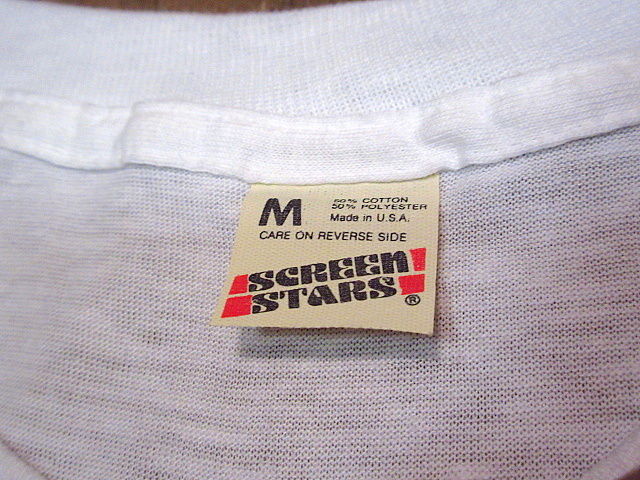 M
50% COTTON
50% POLYESTER
Made in U.S.A.
CARE ON REVERSE SIDE
SCREEN
STARS®